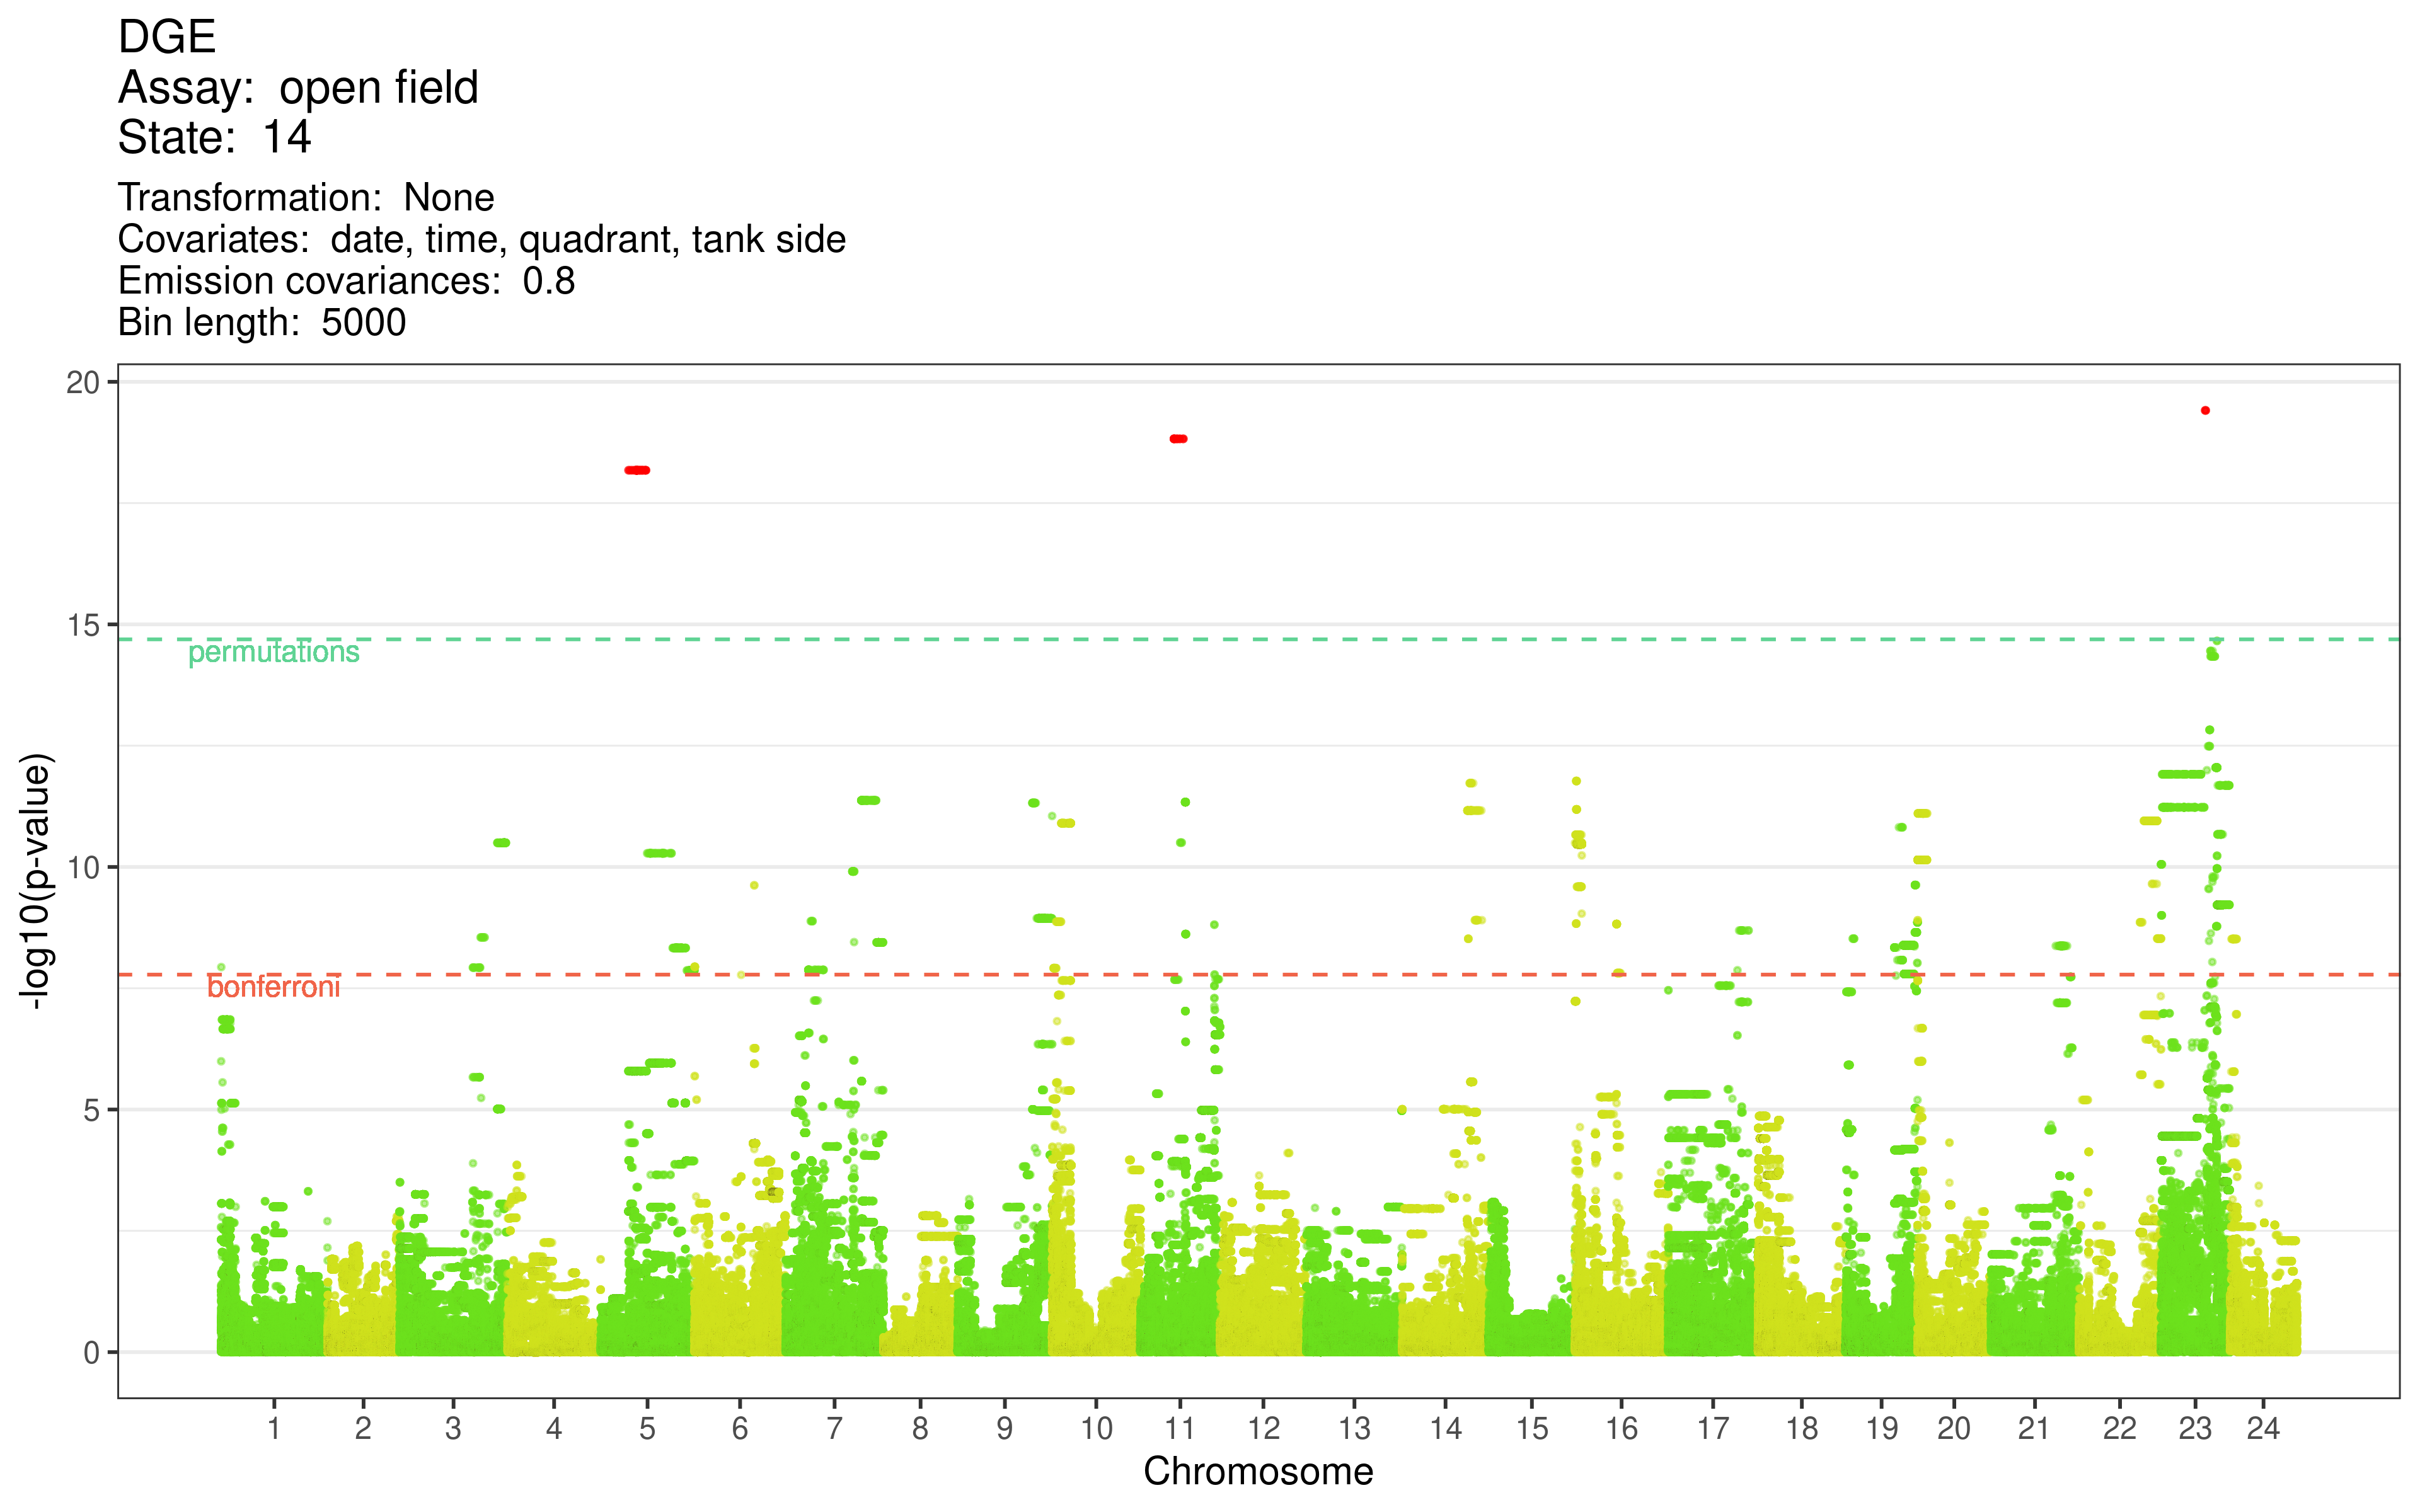 DGE
Assay:  open field
State:  14
Transformation:  None
Covariates:  date, time, quadrant, tank side
Emission covariances:  0.8
Bin length:  5000
20
15
permutations
10
bonferroni
5
0
-log10(p-value)
1 2 3 4 5 6 7 8 9 10 11 12 13 14 15 16 17 18 19 20 21 22 23 24
Chromosome